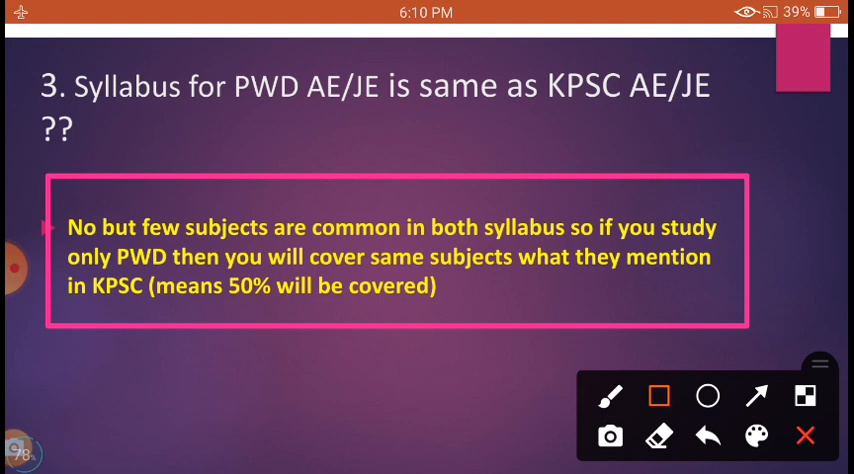 6:10 PM
39%
3. Syllabus for PWD AE/JE is same as KPSC AE/JE
??
No but few subjects are common in both syllabus so if you study
only PWD then you will cover same subjects what they mention
in KPSC (means 50% will be covered)
78%